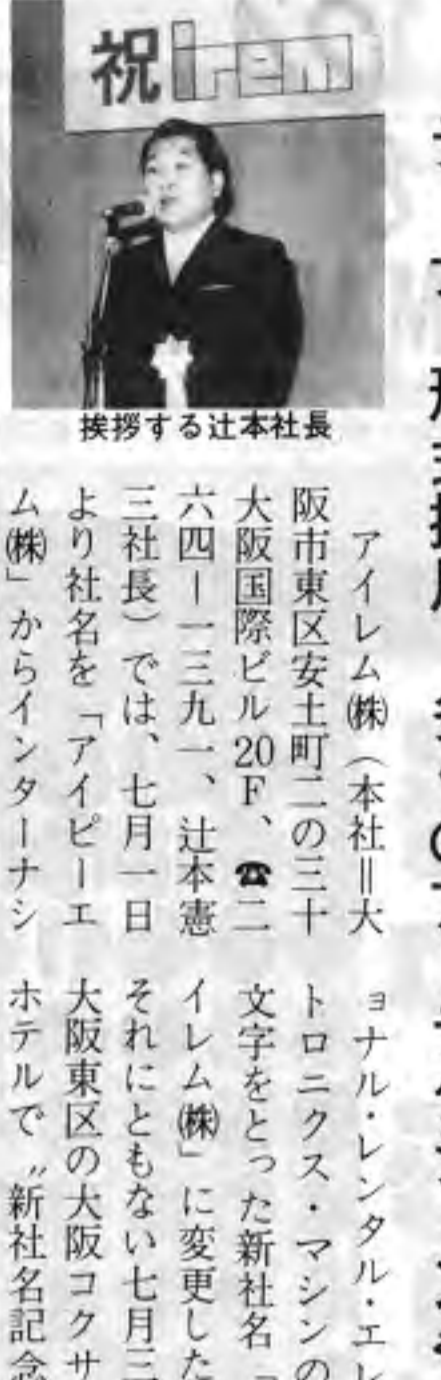 祝irem
挨拶する辻本社長
アイレム㈱（本社＝大
阪市東区安土町二の三十
大阪国際ビル20F、☎二
六四ー一三九一、辻本憲
三社長）では、七月一日
より社名を「アイピーエ
ム㈱」からインターナシ
ョナル・レンタル・エレ
トロニクス・マシンの
文字をとった新社名「
イレム㈱」に変更した
それにともない七月三
大阪東区の大阪コクサ
ホテルで〝新社名記念